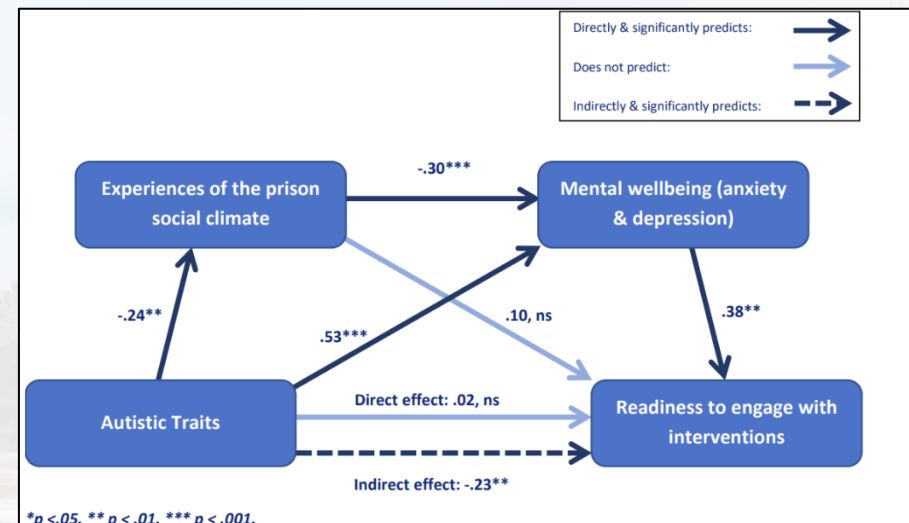 Directly & significantly predicts:
Does not predict:
Indirectly & significantly predicts:
-.30***
Experiences of the prison
social climate
Mental wellbeing (anxiety
& depression)
-.24**
.53***
.10, ns
.38**
Autistic Traits
Direct effect: .02, ns
Readiness to engage with
interventions
Indirect effect: -.23**
*p <.05, ** p < .01, *** p < .001.